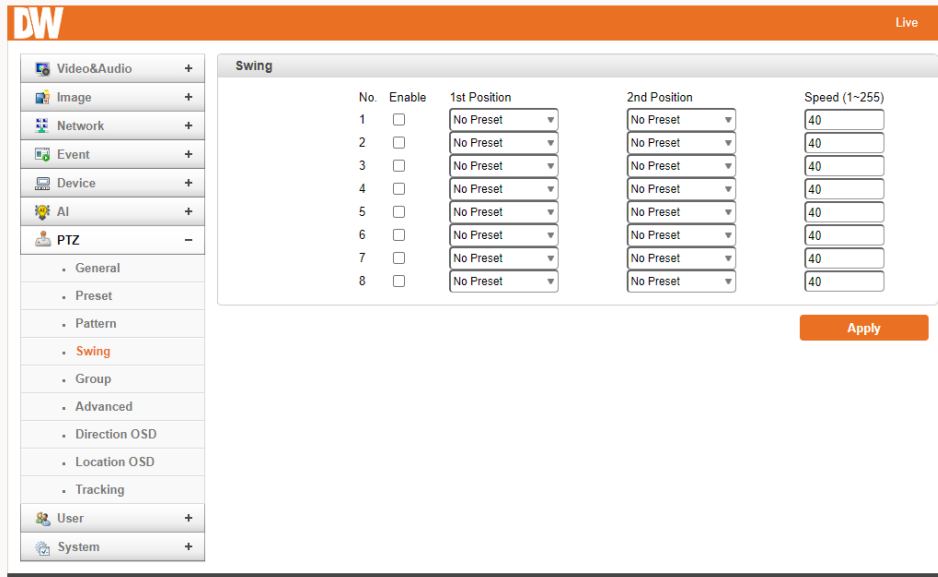 DW
Live
Video&Audio +
Image +
Network +
Event +
Device +
AI +
PTZ −
General
Preset
Pattern
Swing
Group
Advanced
Direction OSD
Location OSD
Tracking
User +
System +
Swing
No. Enable 1st Position 2nd Position Speed (1~255)
1 No Preset No Preset 40
2 No Preset No Preset 40
3 No Preset No Preset 40
4 No Preset No Preset 40
5 No Preset No Preset 40
6 No Preset No Preset 40
7 No Preset No Preset 40
8 No Preset No Preset 40
Apply